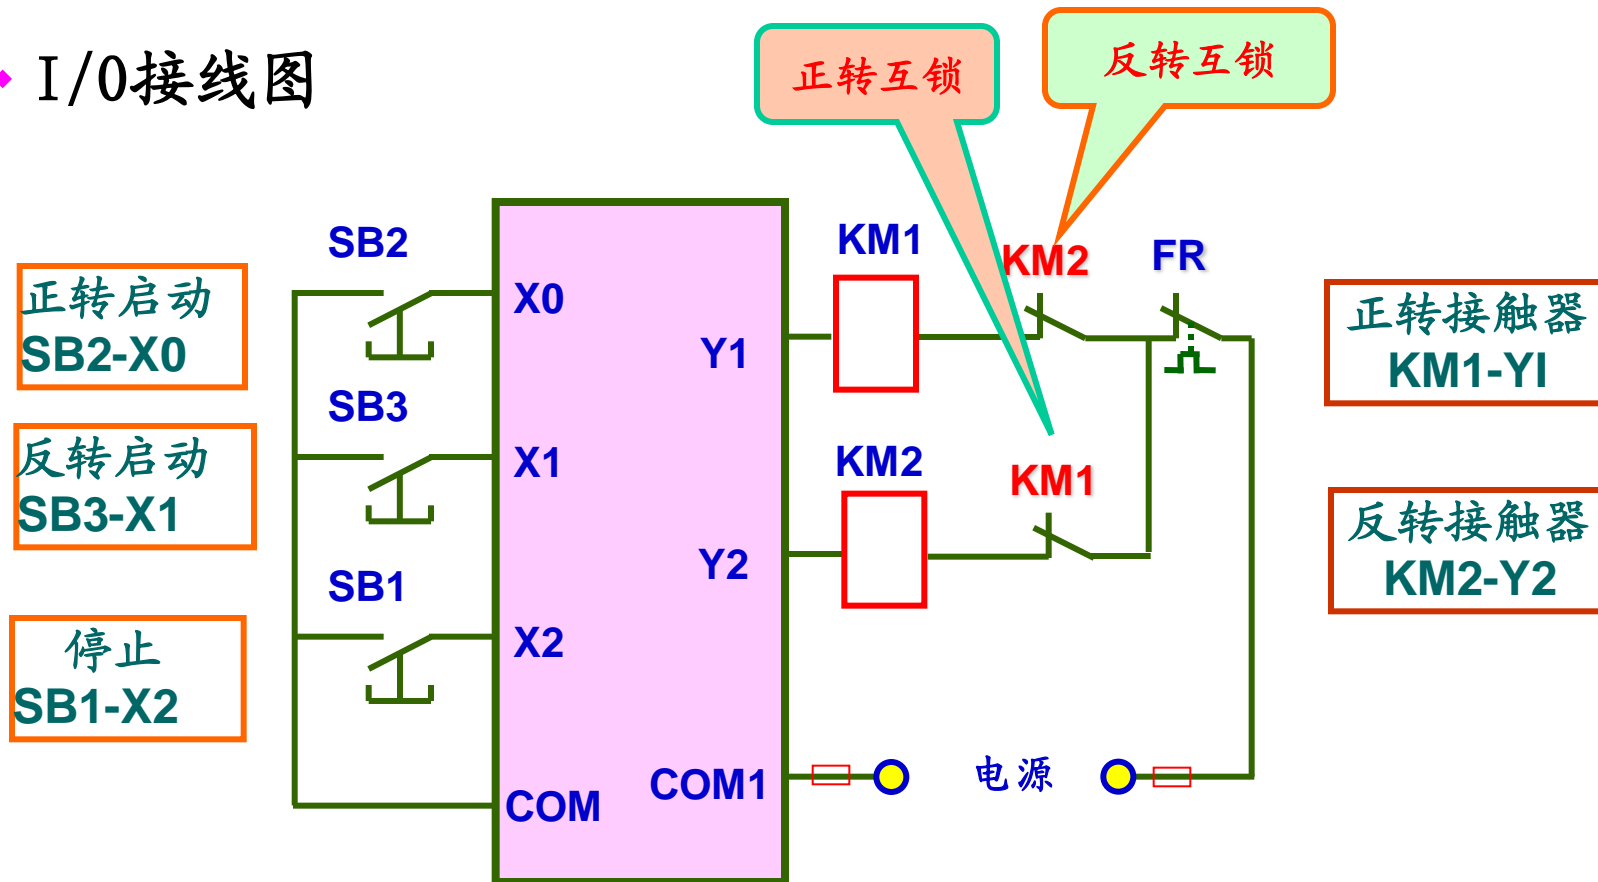 I/0接线图
正转互锁
反转互锁
正转启动
SB2-X0
反转启动
SB3-X1
停止
SB1-X2
SB2
SB3
SB1
X0
X1
X2
COM
Y1
Y2
COM1
KM1
KM2
FR
KM2
KM1
电源
正转接触器
KM1-YI
反转接触器
KM2-Y2